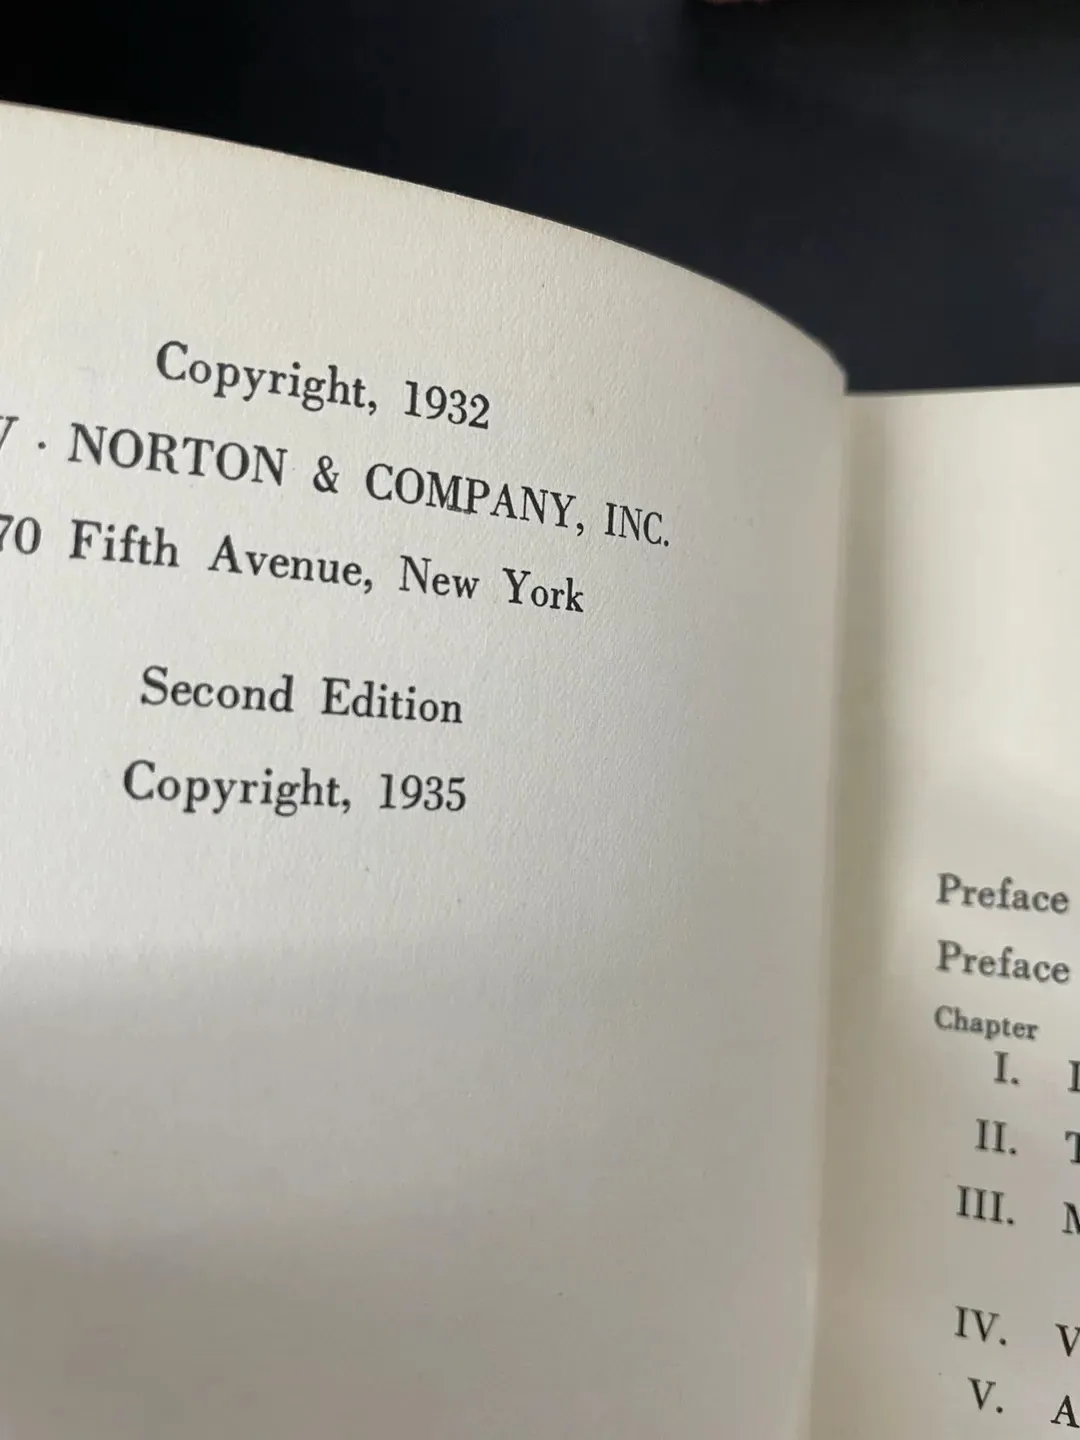 Copyright, 1932
· NORTON & COMPANY, INC.
70 Fifth Avenue, New York
Second Edition
Copyright, 1935
Preface
Preface
Chapter
I.
II.
III.
IV. V
V. A